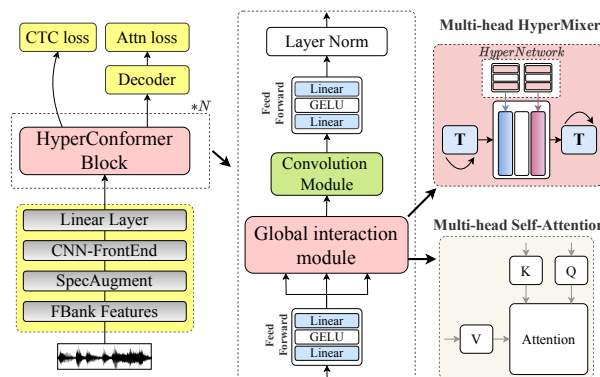 CTC loss
Attn loss
Decoder
*N
HyperConformer
Block
Linear Layer
CNN-FrontEnd
SpecAugment
FBank Features
Layer Norm
Feed
Forward
Linear
GELU
Linear
Convolution
Module
Global interaction
module
Feed
Forward
Linear
GELU
Linear
Multi-head HyperMixer
HyperNetwork
T
T
Multi-head Self-Attention
K
Q
V
Attention